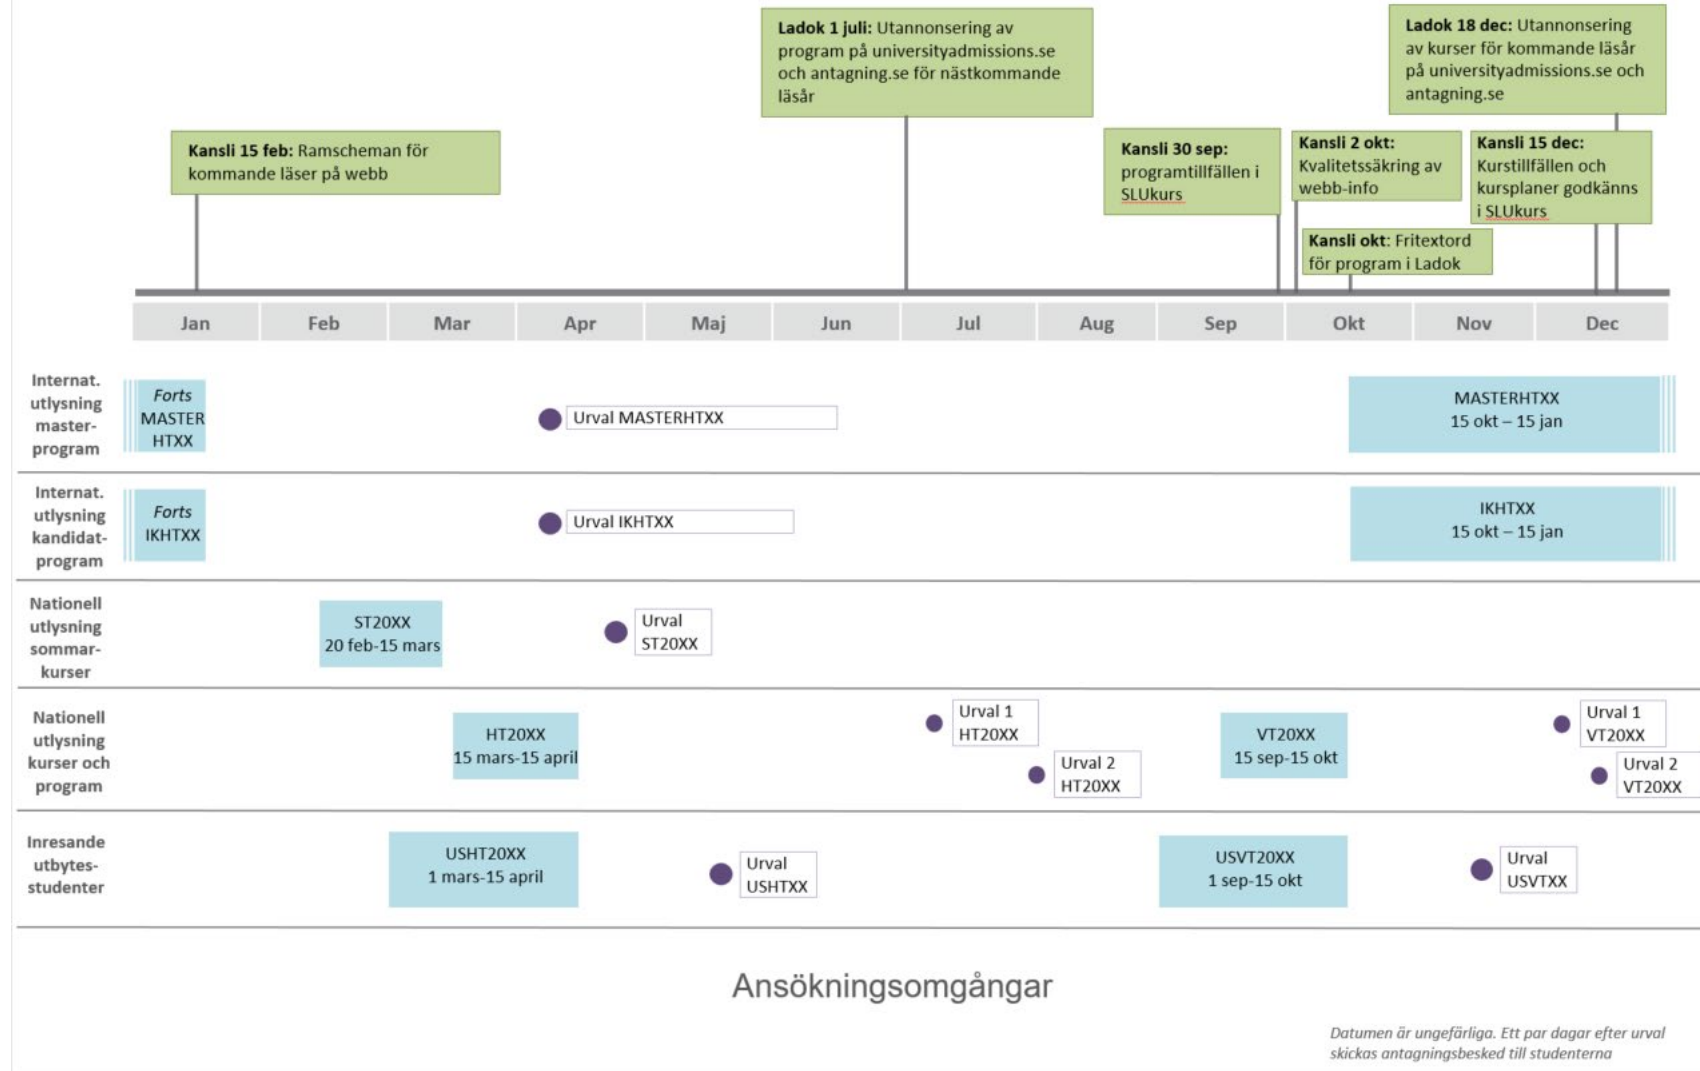 Ladok 1 juli: Utannonsering av
program på universityadmissions.se
och antagning.se för nästkommande
läsår
Ladok 18 dec: Utannonsering
av kurser för kommande läsår
på universityadmissions.se och
antagning.se
Kansli 15 feb: Ramscheman för
kommande läser på webb
Kansli 30 sep:
programtillfällen i
SLUkurs
Kansli 2 okt:
Kvalitetssäkring av
webb-info
Kansli 15 dec:
Kurstillfällen och
kursplaner godkänns
i SLUkurs
Kansli okt: Fritextord
för program i Ladok
Jan Feb Mar Apr Maj Jun Jul Aug Sep Okt Nov Dec
Internat.
utlysning
master-
program
Forts
MASTER
HTXX
Urval MASTERHTXX
MASTERHTXX
15 okt – 15 jan
Internat.
utlysning
kandidat-
program
Forts
IKHTXX
Urval IKHTXX
IKHTXX
15 okt – 15 jan
Nationell
utlysning
sommar-
kurser
ST20XX
20 feb-15 mars
Urval
ST20XX
Nationell
utlysning
kurser och
program
HT20XX
15 mars-15 april
Urval 1
HT20XX
Urval 2
HT20XX
VT20XX
15 sep-15 okt
Urval 1
VT20XX
Urval 2
VT20XX
Inresande
utbytes-
studenter
USHT20XX
1 mars-15 april
Urval
USHTXX
USVT20XX
1 sep-15 okt
Urval
USVTXX
Ansökningsomgångar
Datumen är ungefärliga. Ett par dagar efter urval
skickas antagningsbesked till studenterna